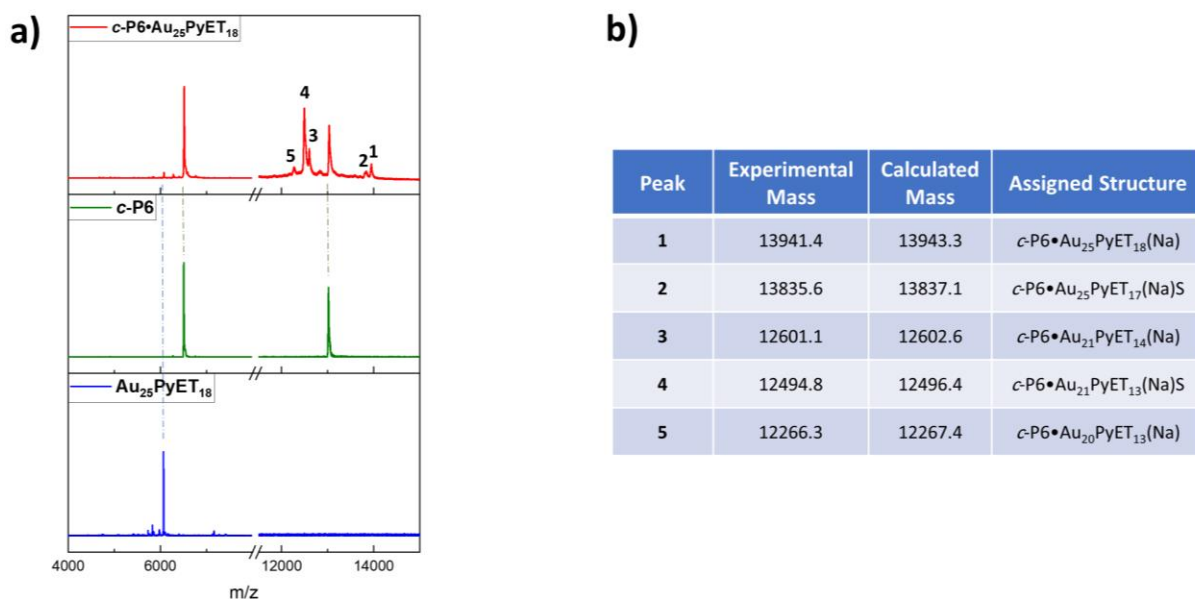 a)
c-P6•Au₂₅PyET₁₈
4
3
5
2
1
c-P6
Au₂₅PyET₁₈
4000 6000 12000 14000
m/z
b)
Peak Experimental Mass Calculated Mass Assigned Structure
1 13941.4 13943.3 c-P6•Au₂₅PyET₁₈(Na)
2 13835.6 13837.1 c-P6•Au₂₅PyET₁₇(Na)S
3 12601.1 12602.6 c-P6•Au₂₁PyET₁₄(Na)
4 12494.8 12496.4 c-P6•Au₂₁PyET₁₃(Na)S
5 12266.3 12267.4 c-P6•Au₂₀PyET₁₃(Na)